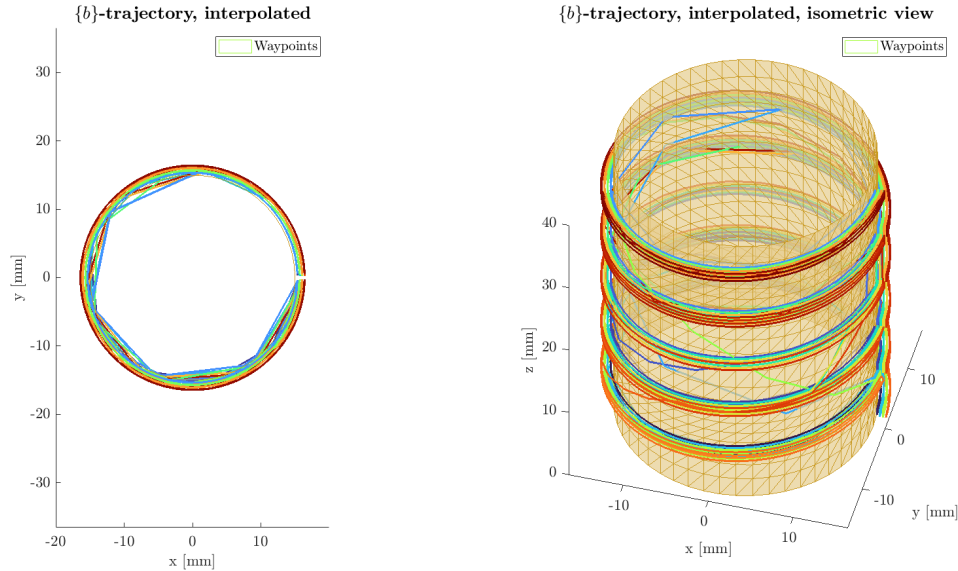 {b}-trajectory, interpolated
Waypoints
30
20
10
0
-10
-20
-30
y [mm]
-20
-10
0
10
x [mm]
{b}-trajectory, interpolated, isometric view
Waypoints
40
30
20
10
0
z [mm]
-10
0
10
x [mm]
10
0
-10
y [mm]